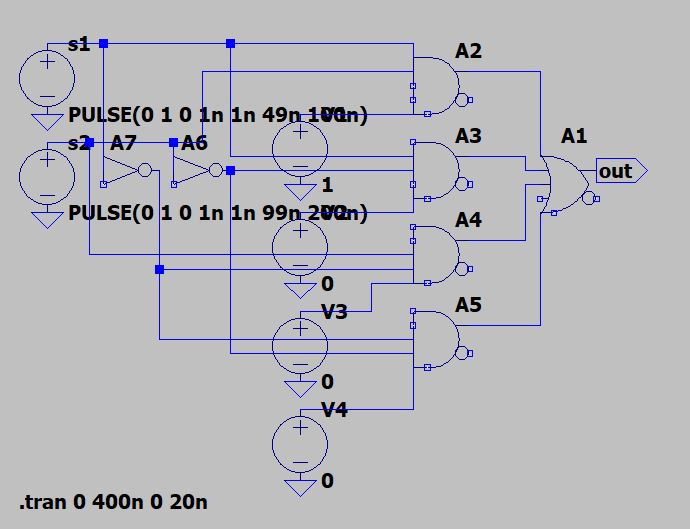 s1
A2
PULSE(0 1 0 1n 1n 49n 100n)
V1
s2
A7
A6
A3
A1
out
1
PULSE(0 1 0 1n 1n 99n 200n)
V2
A4
0
V3
A5
0
V4
0
.tran 0 400n 0 20n